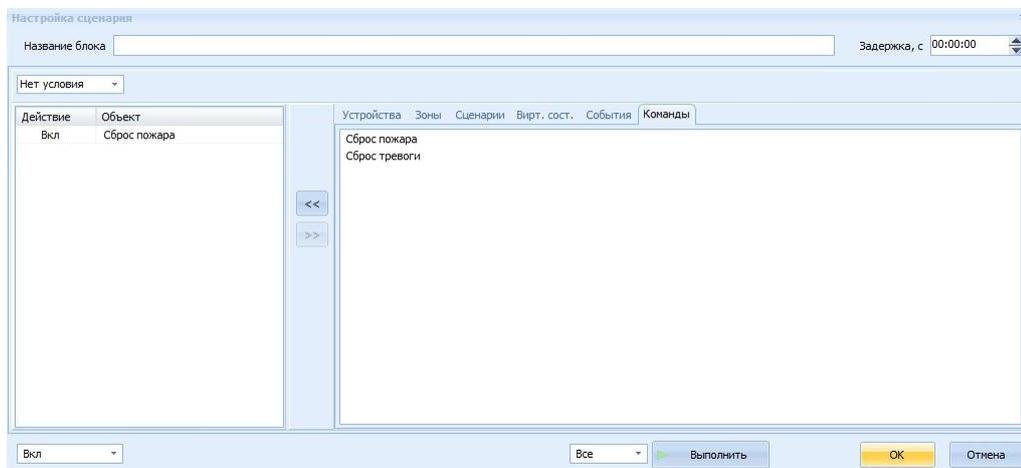 Настройка сценария
Название блока
Задержка, с 00:00:00
Нет условия
Действие Объект
Вкл Сброс пожара
<<
>>
Устройства Зоны Сценарии Вирт. сост. События Команды
Сброс пожара
Сброс тревоги
Вкл
Все Выполнить OK Отмена